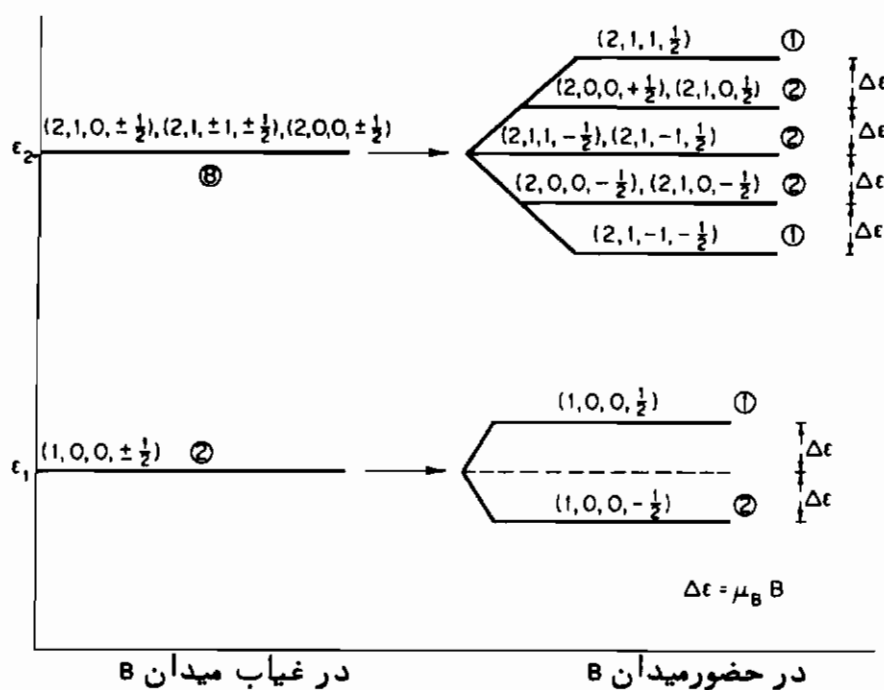 (2,1,1,½) ①
Δε
(2,0,0,+½),(2,1,0,½) ②
Δε
(2,1,0,±½),(2,1,±1,±½),(2,0,0,±½)
ε₂
⑧
(2,1,1,-½),(2,1,-1,½) ②
Δε
(2,0,0,-½),(2,1,0,-½) ②
Δε
(2,1,-1,-½) ①
(1,0,0,½) ①
Δε
(1,0,0,±½) ②
ε₁
Δε
(1,0,0,-½) ②
Δε = μ_B B
در غیاب میدان B
در حضورمیدان B